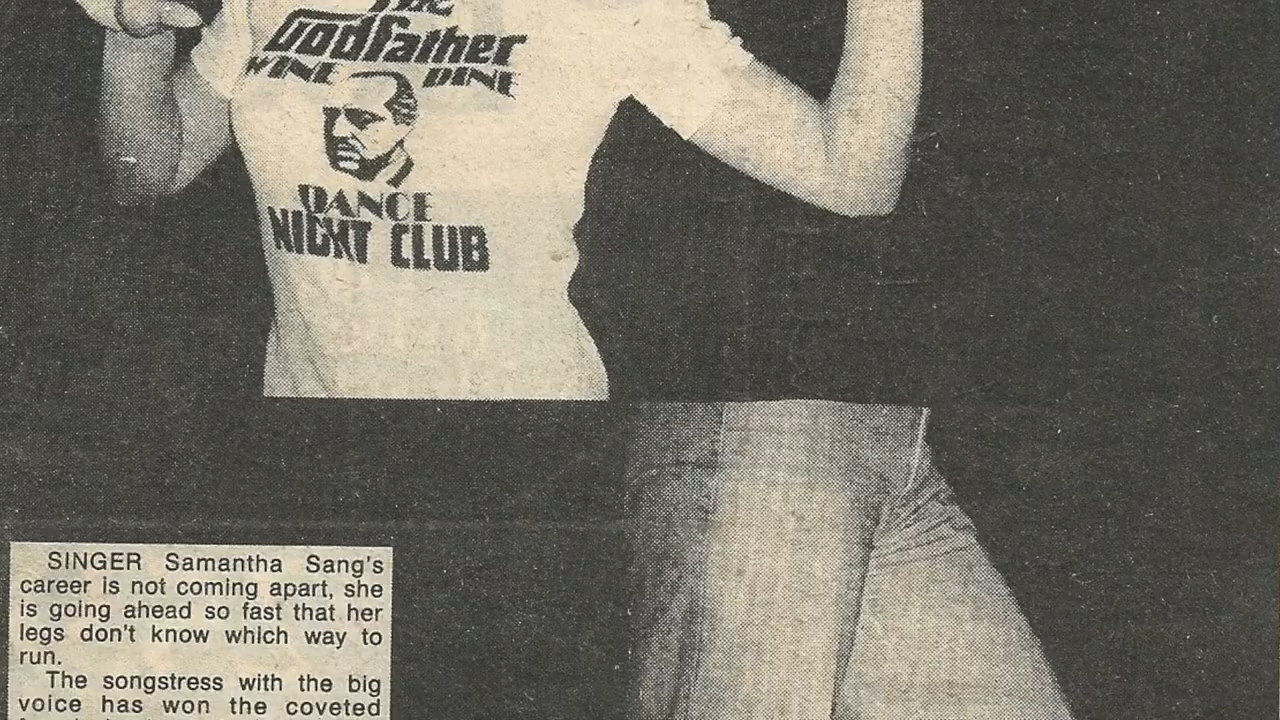 The
Godfather
WINE DINE
DANCE
NIGHT CLUB
SINGER Samantha Sang's
career is not coming apart, she
is going ahead so fast that her
legs don't know which way to
run.
The songstress with the big
voice has won the coveted